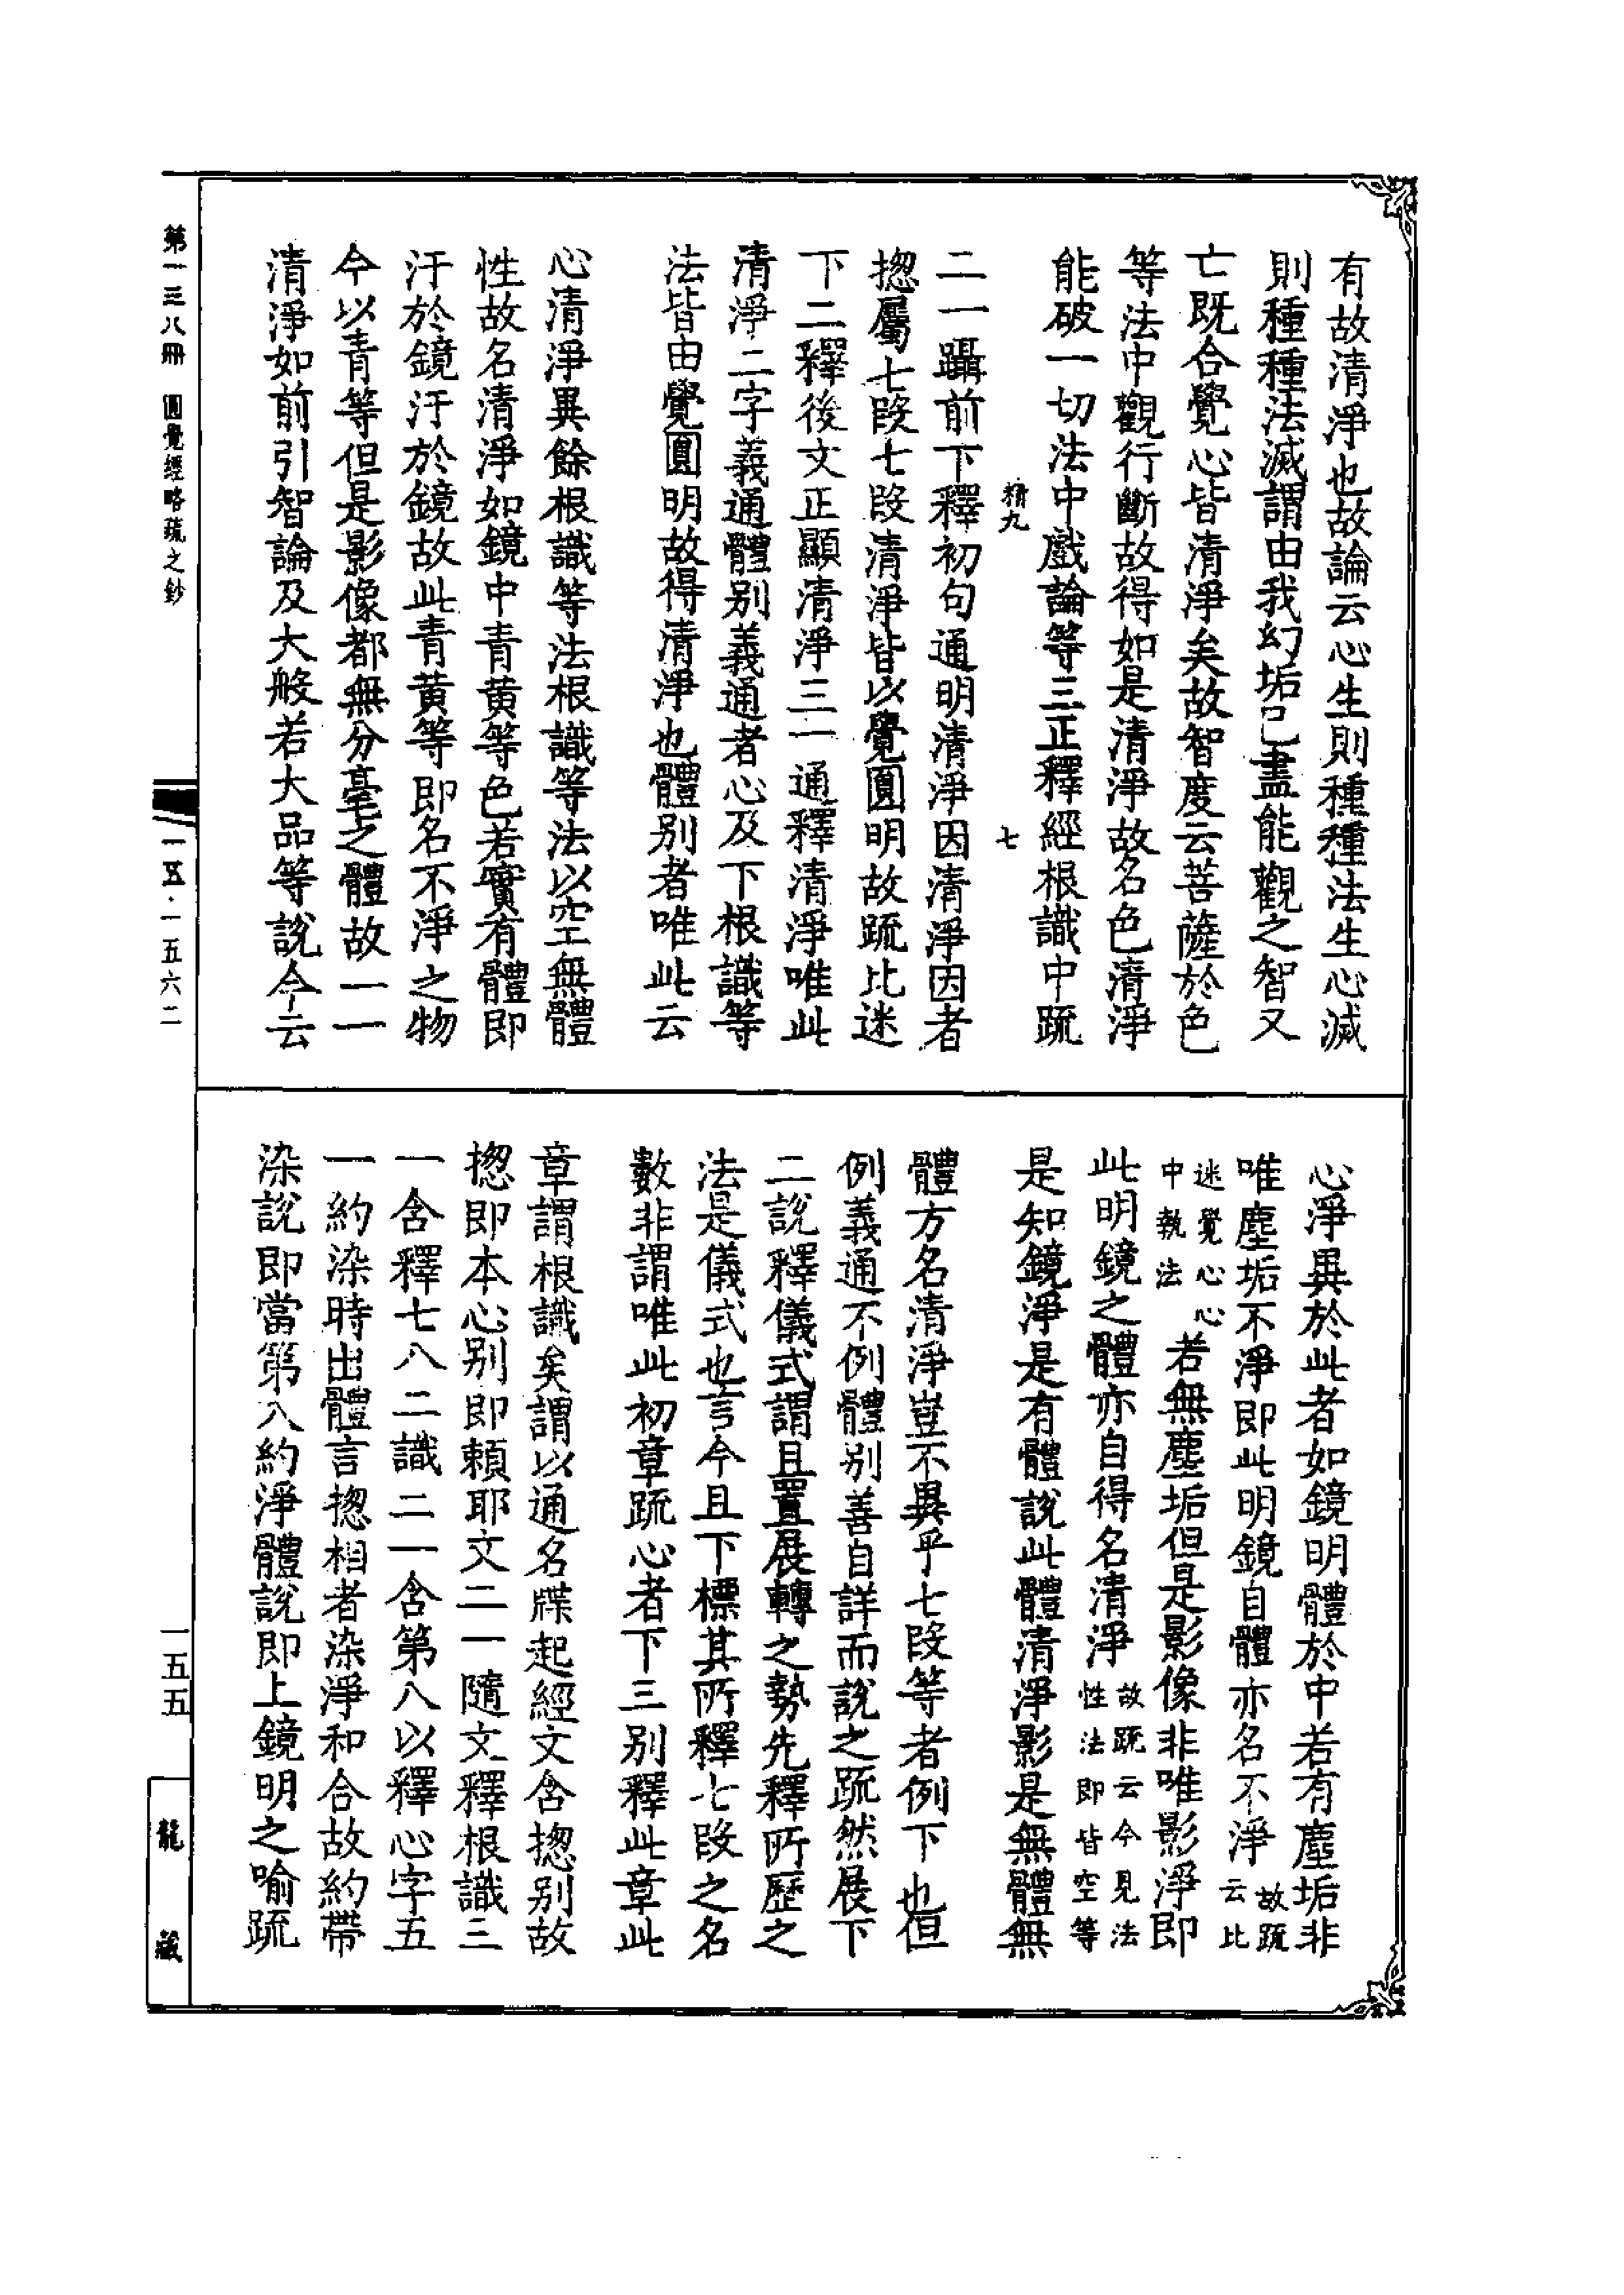 有故清淨也故論云心生則種種法生心滅
則種種法滅謂由我幻垢已盡能觀之智又
亡既合覺心皆清淨矣故智度云菩薩於色
等法中觀行斷故得如是清淨故名色清淨
能破一切法中戲論等三正釋經根識中䟽
精九 七
二一躡前下釋初句通明清淨因清淨因者
揔屬七段七段清淨皆以覺圓明故䟽比迷
下二釋後文正顯清淨三一通釋清淨唯此
清淨二字義通體別義通者心及下根識等
法皆由覺圓明故得清淨也體別者唯此云
心清淨異餘根識等法根識等法以空無體
性故名清淨如鏡中青黃等色若實有體即
汙於鏡汙於鏡故此青黃等即名不淨之物
今以青等但是影像都無分毫之體故一一
清淨如前引智論及大般若大品等說今云
心淨異於此者如鏡明體於中若有塵垢非
唯塵垢不淨即此明鏡自體亦名不淨故䟽云比
迷覺心心中執法若無塵垢但是影像非唯影淨即
此明鏡之體亦自得名清淨故䟽云今見法性法即皆空等
是知鏡淨是有體說此體清淨影是無體無
體方名清淨豈不異乎七段等者例下也但
例義通不例體別善自詳而說之䟽然展下
二說釋儀式謂且置展轉之勢先釋所歷之
法是儀式也言今且下標其所釋七段之名
數非謂唯此初章䟽心者下三別釋此章此
章謂根識矣謂以通名牒起經文含揔別故
揔即本心別即賴耶文二一隨文釋根識三
一含釋七八二識二一含第八以釋心字五
一約染時出體言揔相者染淨和合故約帶
染說即當第八約淨體說即上鏡明之喻䟽
第一三八冊 圓覺經略疏之鈔
一五·一五六二
一五五
龍藏